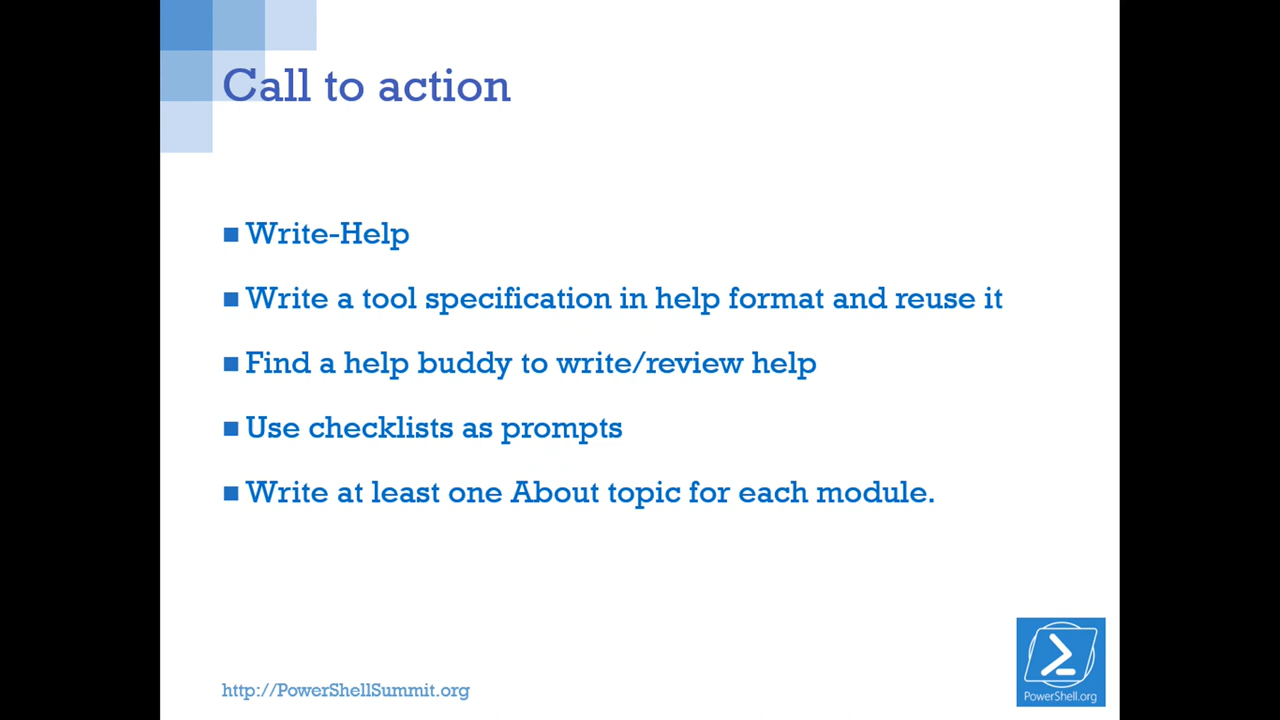 Call to action
Write-Help
Write a tool specification in help format and reuse it
Find a help buddy to write/review help
Use checklists as prompts
Write at least one About topic for each module.
http://PowerShellSummit.org
PowerShell.org